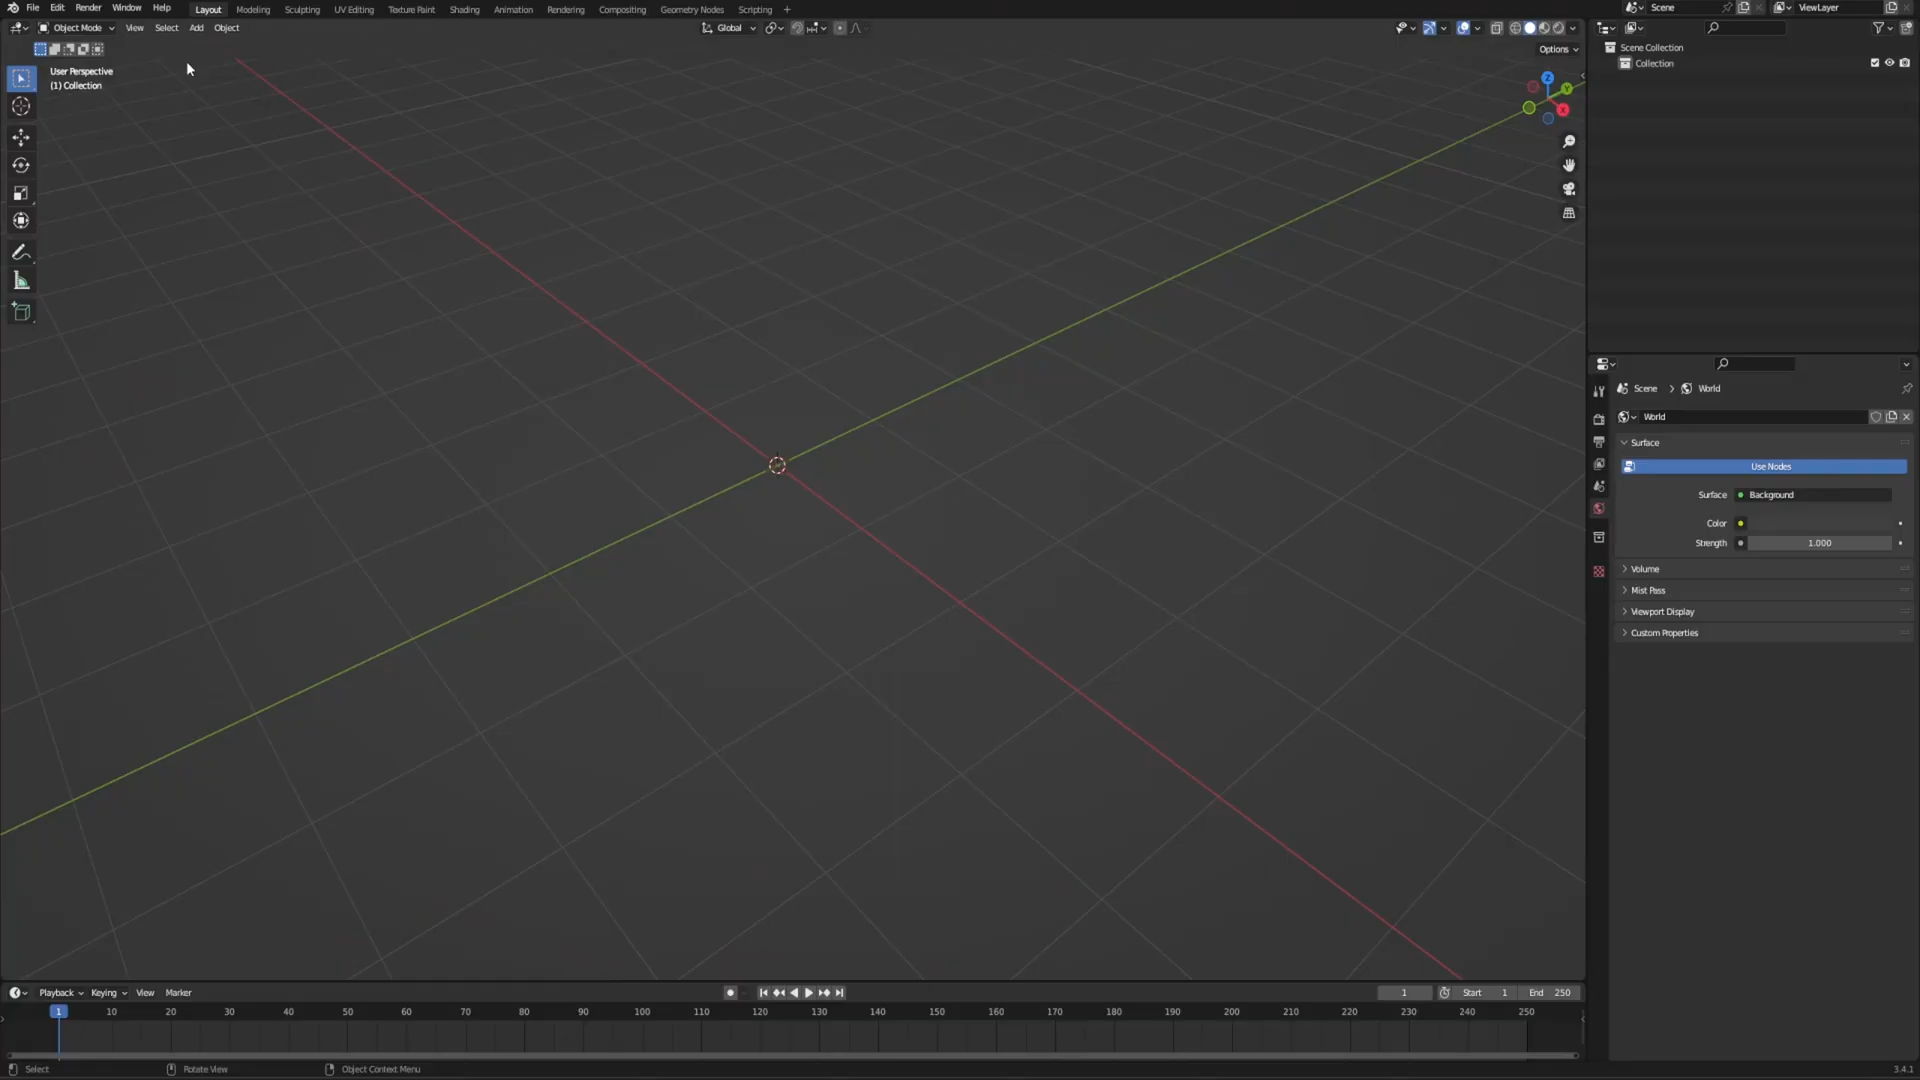 File Edit Render Window Help Layout Modeling Sculpting UV Editing Texture Paint Shading Animation Rendering Compositing Geometry Nodes Scripting + Scene ViewLayer
Object Mode View Select Add Object Global
Options
User Perspective
(1) Collection
Z
Y
X
Scene Collection
Collection
Scene > World
World
Surface
Use Nodes
Surface Background
Color
Strength 1.000
Volume
Mist Pass
Viewport Display
Custom Properties
Playback Keying View Marker 1 Start 1 End 250
1 10 20 30 40 50 60 70 80 90 100 110 120 130 140 150 160 170 180 190 200 210 220 230 240 250
Select Rotate View Object Context Menu 3.4.1